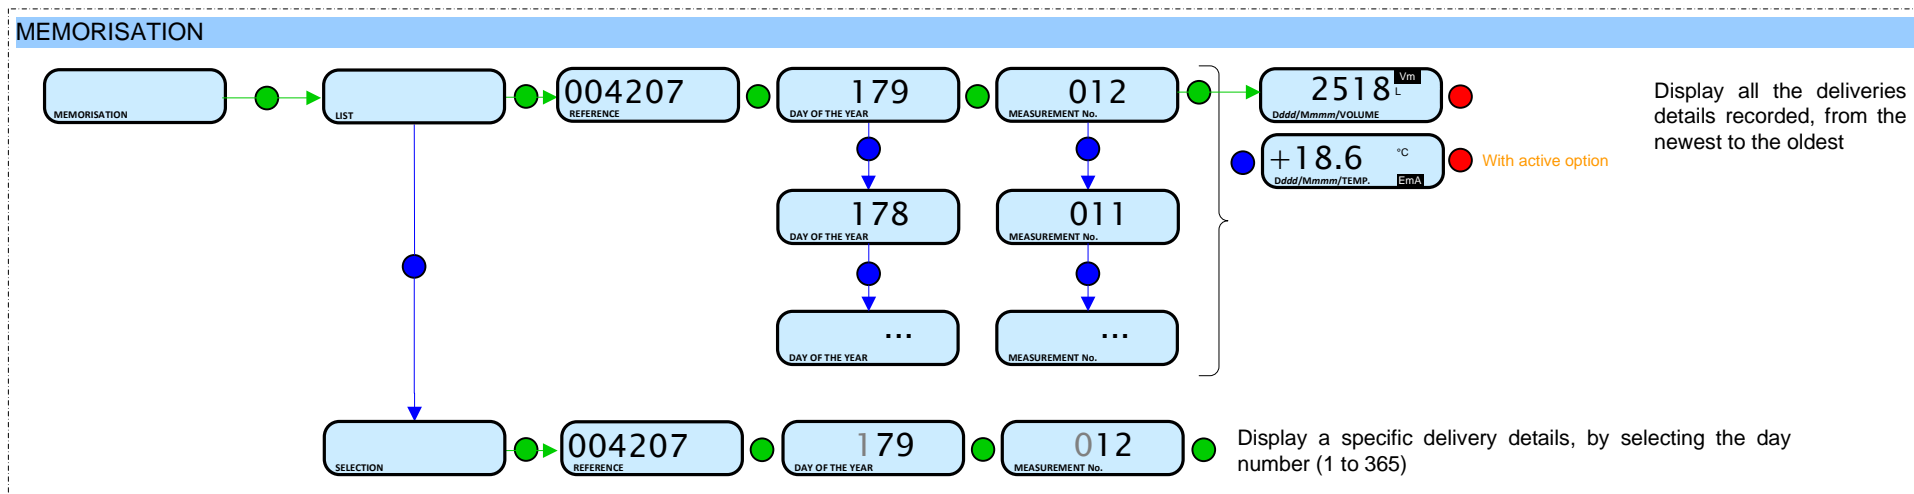 MEMORISATION
MEMORISATION
LIST
004207
REFERENCE
179
DAY OF THE YEAR
012
MEASUREMENT No.
2518 Vm L
Dddd/Mmmm/VOLUME
Display all the deliveries
details recorded, from the
newest to the oldest
+18.6 °C
Dddd/Mmmm/TEMP. EmA
With active option
178
DAY OF THE YEAR
011
MEASUREMENT No.
...
DAY OF THE YEAR
...
MEASUREMENT No.
SELECTION
004207
REFERENCE
179
DAY OF THE YEAR
012
MEASUREMENT No.
Display a specific delivery details, by selecting the day
number (1 to 365)